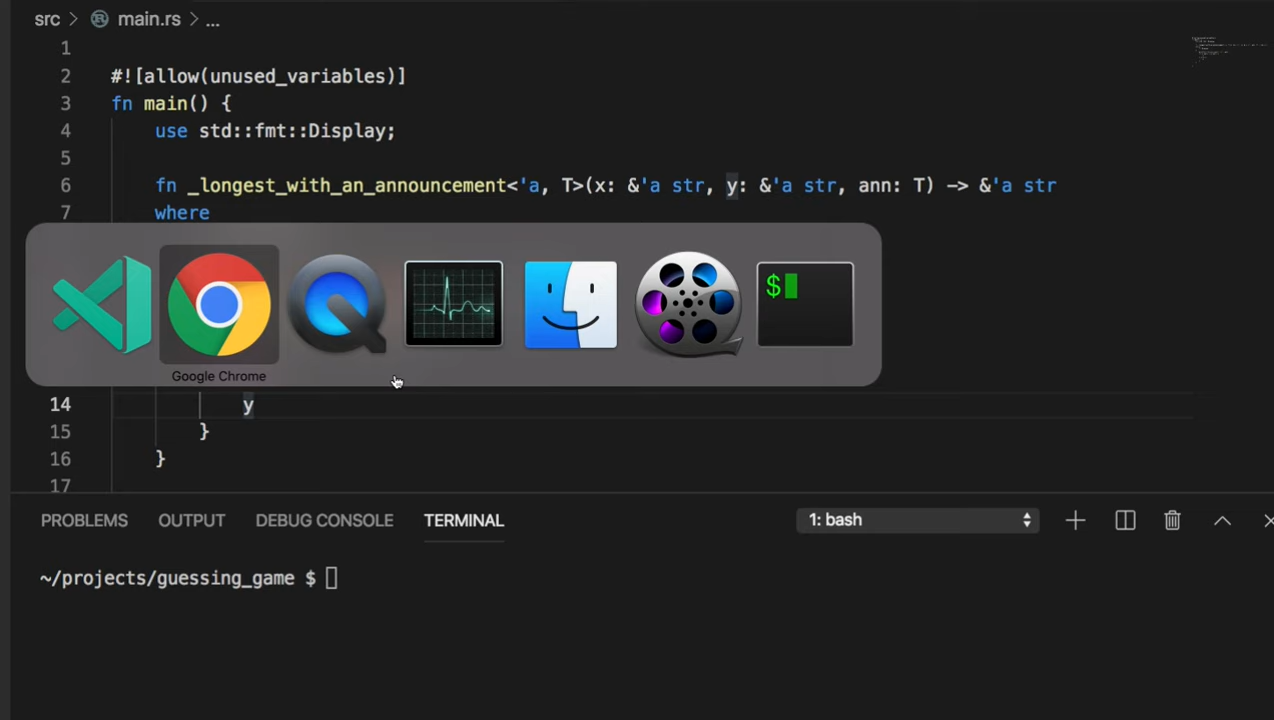 src > main.rs > ...
1
2 #![allow(unused_variables)]
3 fn main() {
4 use std::fmt::Display;
5
6 fn _longest_with_an_announcement<'a, T>(x: &'a str, y: &'a str, ann: T) -> &'a str
7 where
$
Google Chrome
14 y
15 }
16 }
17
PROBLEMS OUTPUT DEBUG CONSOLE TERMINAL 1: bash
~/projects/guessing_game $